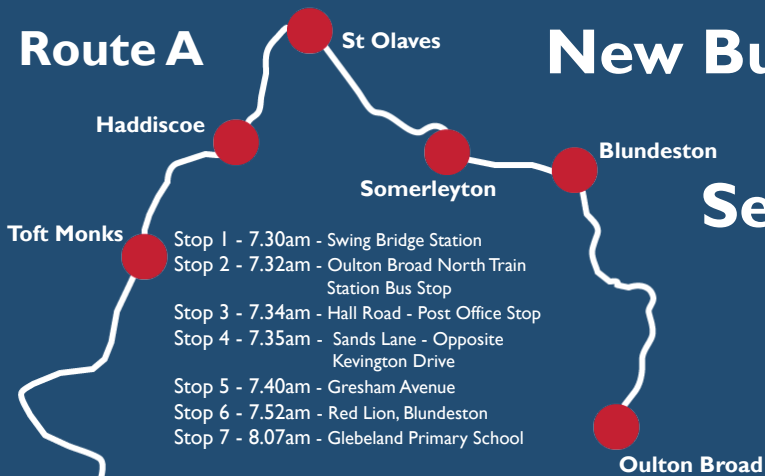 Route A
New Bu
Se
St Olaves
Haddiscoe
Blundeston
Somerleyton
Toft Monks
Stop 1 - 7.30am - Swing Bridge Station
Stop 2 - 7.32am - Oulton Broad North Train
Station Bus Stop
Stop 3 - 7.34am - Hall Road - Post Office Stop
Stop 4 - 7.35am - Sands Lane - Opposite
Kevington Drive
Stop 5 - 7.40am - Gresham Avenue
Stop 6 - 7.52am - Red Lion, Blundeston
Stop 7 - 8.07am - Glebeland Primary School
Oulton Broad